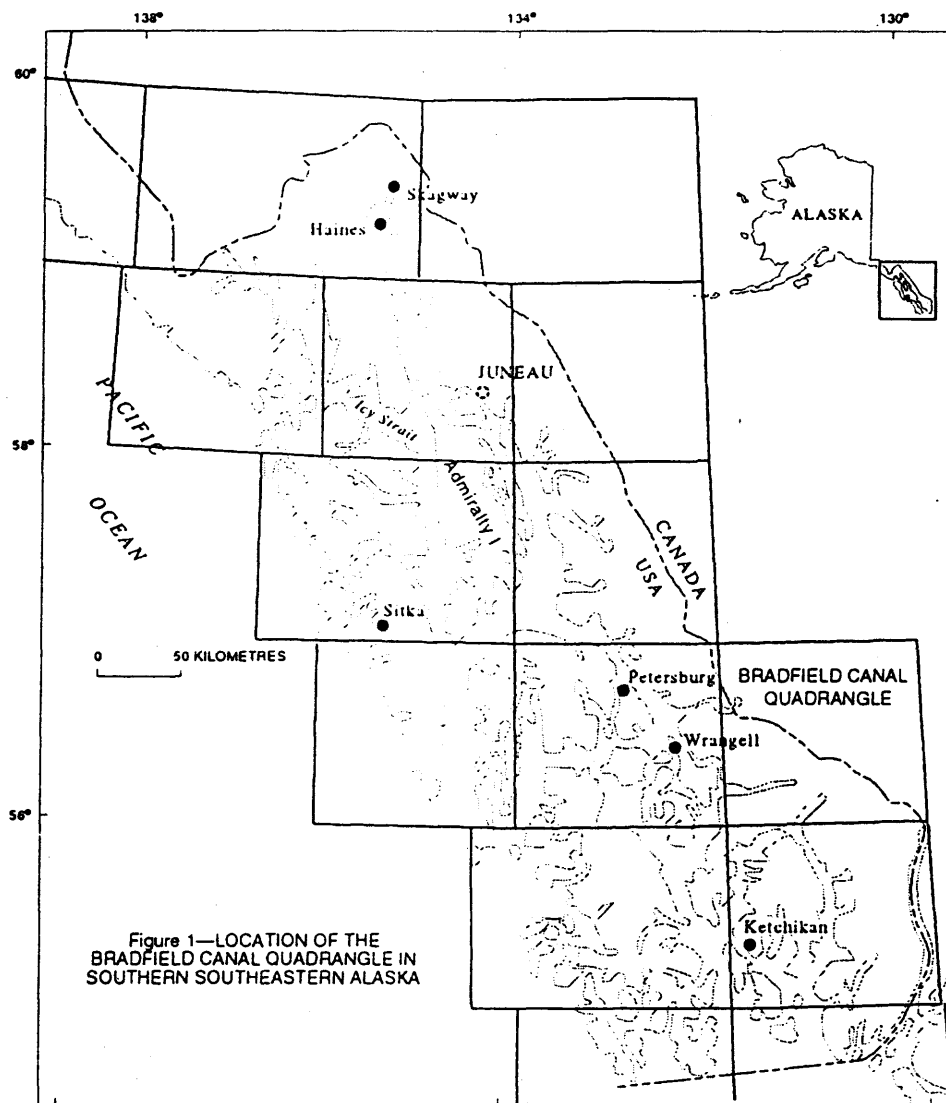 138°
134°
130°
60°
Skagway
Haines
ALASKA
JUNEAU
PACIFIC
OCEAN
Icy Strait
58°
Admiralty I
CANADA
USA
Sitka
0 50 KILOMETRES
Petersburg
BRADFIELD CANAL
QUADRANGLE
Wrangell
56°
Ketchikan
Figure 1—LOCATION OF THE
BRADFIELD CANAL QUADRANGLE IN
SOUTHERN SOUTHEASTERN ALASKA